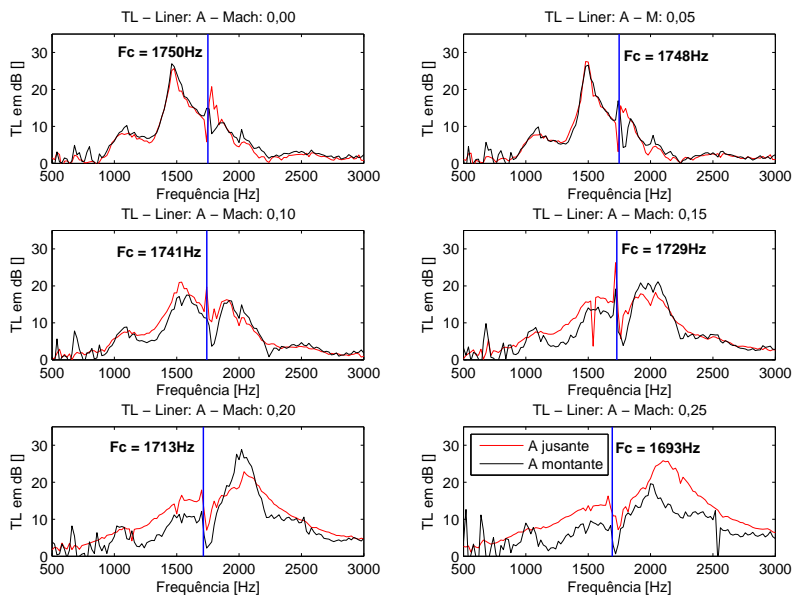 TL − Liner: A − Mach: 0,00
Fc = 1750Hz
TL em dB []
30
20
10
0
500 1000 1500 2000 2500 3000
Frequência [Hz]
TL − Liner: A − M: 0,05
Fc = 1748Hz
TL em dB []
30
20
10
0
500 1000 1500 2000 2500 3000
Frequência [Hz]
TL − Liner: A − Mach: 0,10
Fc = 1741Hz
TL em dB []
30
20
10
0
500 1000 1500 2000 2500 3000
Frequência [Hz]
TL − Liner: A − Mach: 0,15
Fc = 1729Hz
TL em dB []
30
20
10
0
500 1000 1500 2000 2500 3000
Frequência [Hz]
TL − Liner: A − Mach: 0,20
Fc = 1713Hz
TL em dB []
30
20
10
0
500 1000 1500 2000 2500 3000
Frequência [Hz]
TL − Liner: A − Mach: 0,25
A jusante
A montante
Fc = 1693Hz
TL em dB []
30
20
10
0
500 1000 1500 2000 2500 3000
Frequência [Hz]